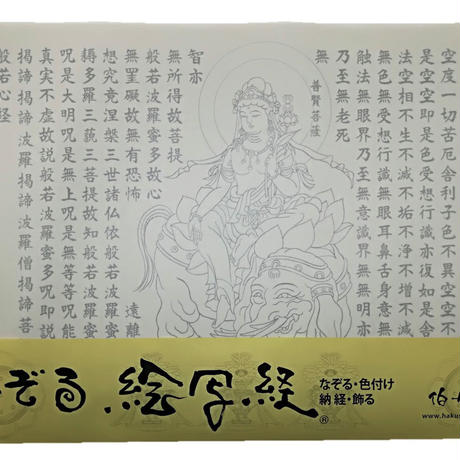 空度一切苦厄舎利子色不異空空不
是空空即是色受想行識亦復如是舎
法空相不生不滅不垢不浄不増不減
無色無受想行識無眼耳鼻舌身意無
触法無眼界乃至無意識界無無明亦
乃至無老死
無
普賢菩薩
智亦
無所得故菩提
般若波羅蜜多故心
無罣礙故無有恐怖
遠離
想究竟涅槃三世諸仏依般若波羅蜜
耨多羅三藐三菩提故知般若波羅蜜
呪是大明呪是無上呪是無等等呪能
真実不虚故説般若波羅蜜多呪即説
揭諦揭諦波羅揭諦波羅僧揭諦菩
般若心経
ぞる 絵写経®
なぞる・色付け
納経・飾る
伯
www.hakus